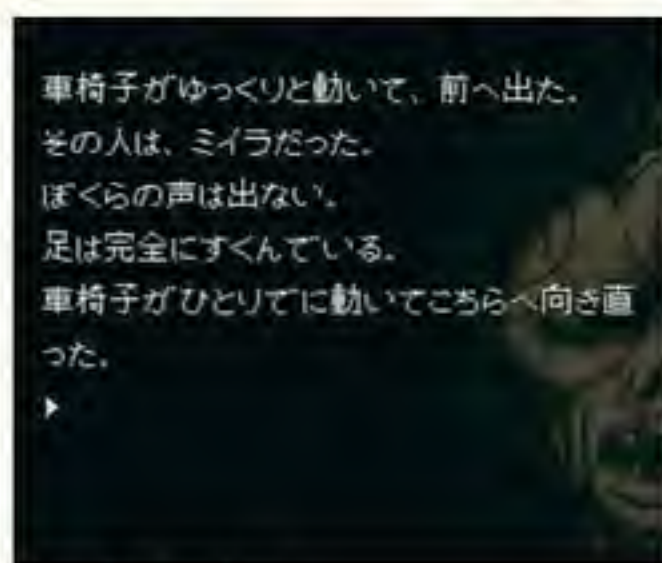 車椅子がゆっくりと動いて、前へ出た。
その人は、ミイラだった。
ぼくらの声は出ない。
足は完全にすくんでいる。
車椅子がひとりでに動いてこちらへ向き直
った。